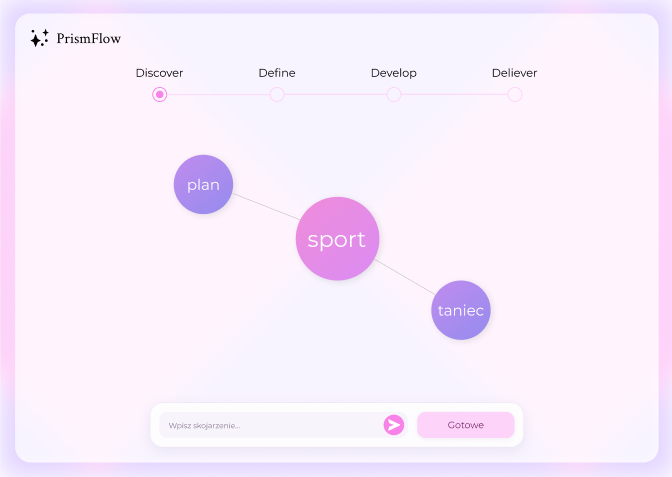 PrismFlow
Discover Define Develop Deliever
plan
sport
taniec
Wpisz skojarzenie... Gotowe